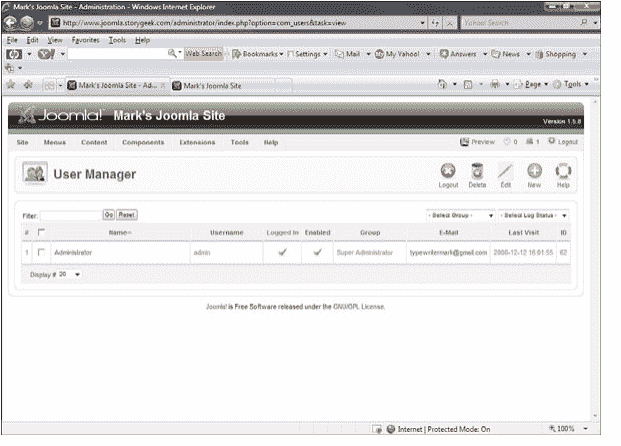 Mark's Joomla Site - Administration - Windows Internet Explorer
http://www.joomla.storygeek.com/administrator/index.php?option=com_users&task=view
Yahoo! Search
File Edit View Favorites Tools Help
Web Search Bookmarks Settings Mail My Yahoo! Answers News Shopping
Mark's Joomla Site - Ad... Mark's Joomla Site Page Tools
Joomla! Mark's Joomla Site
Version 1.5.8
Site Menus Content Components Extensions Tools Help Preview 0 1 Logout
User Manager
Logout Delete Edit New Help
Filter: Go Reset - Select Group - - Select Log Status -
# Name Username Logged In Enabled Group E-Mail Last Visit ID
1 Administrator admin Super Administrator typewritermark@gmail.com 2008-12-12 16:01:55 62
Display # 20
Joomla! is Free Software released under the GNU/GPL License.
Internet | Protected Mode: On 100%